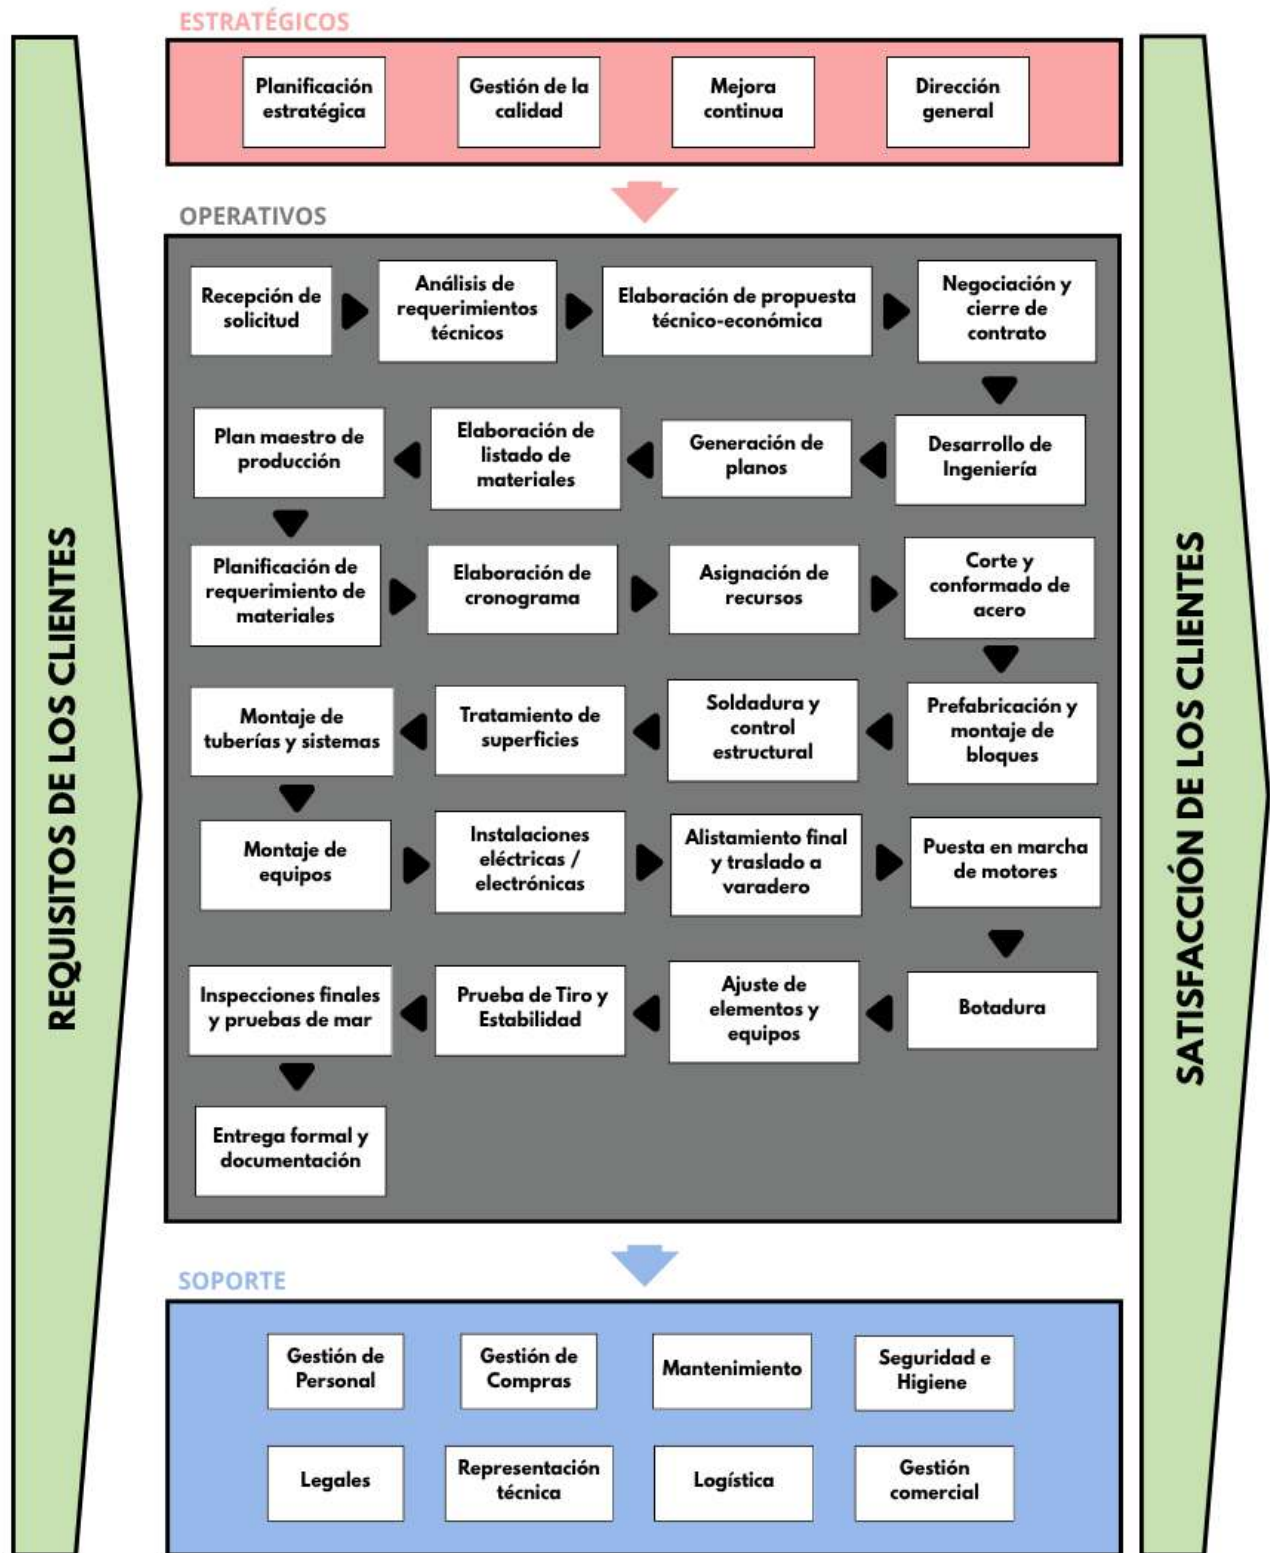 ESTRATÉGICOS
Planificación
estratégica
Gestión de la
calidad
Mejora
continua
Dirección
general
OPERATIVOS
Recepción de
solicitud
Análisis de
requerimientos
técnicos
Elaboración de propuesta
técnico-económica
Negociación y
cierre de
contrato
Desarrollo de
Ingeniería
Generación de
planos
Elaboración de
listado de
materiales
Plan maestro de
producción
Planificación de
requerimiento de
materiales
Elaboración de
cronograma
Asignación de
recursos
Corte y
conformado de
acero
Prefabricación y
montaje de
bloques
Soldadura y
control
estructural
Tratamiento de
superficies
Montaje de
tuberías y sistemas
Montaje de
equipos
Instalaciones
eléctricas /
electrónicas
Alistamiento final
y traslado a
varadero
Puesta en marcha
de motores
Botadura
Ajuste de
elementos y
equipos
Prueba de Tiro y
Estabilidad
Inspecciones finales
y pruebas de mar
Entrega formal y
documentación
SOPORTE
Gestión de
Personal
Gestión de
Compras
Mantenimiento
Seguridad e
Higiene
Legales
Representación
técnica
Logística
Gestión
comercial
REQUISITOS DE LOS CLIENTES
SATISFACCIÓN DE LOS CLIENTES